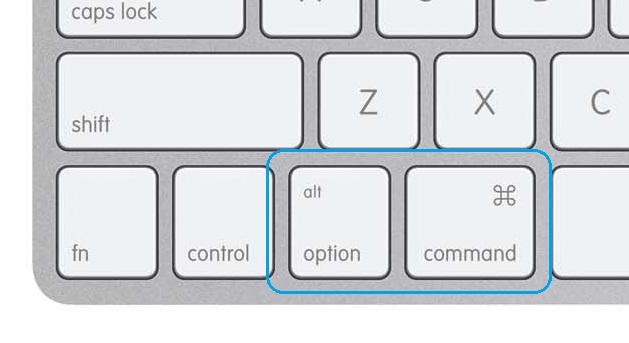 caps lock
shift
Z
X
C
alt
⌘
fn
control
option
command